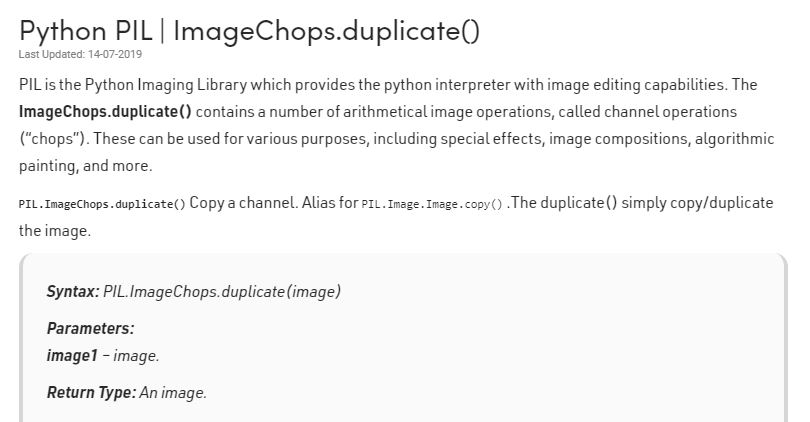 Python PIL | ImageChops.duplicate()
Last Updated: 14-07-2019
PIL is the Python Imaging Library which provides the python interpreter with image editing capabilities. The
ImageChops.duplicate() contains a number of arithmetical image operations, called channel operations
(“chops”). These can be used for various purposes, including special effects, image compositions, algorithmic
painting, and more.
PIL.ImageChops.duplicate() Copy a channel. Alias for PIL.Image.Image.copy() .The duplicate() simply copy/duplicate
the image.
Syntax: PIL.ImageChops.duplicate(image)
Parameters:
image1 – image.
Return Type: An image.